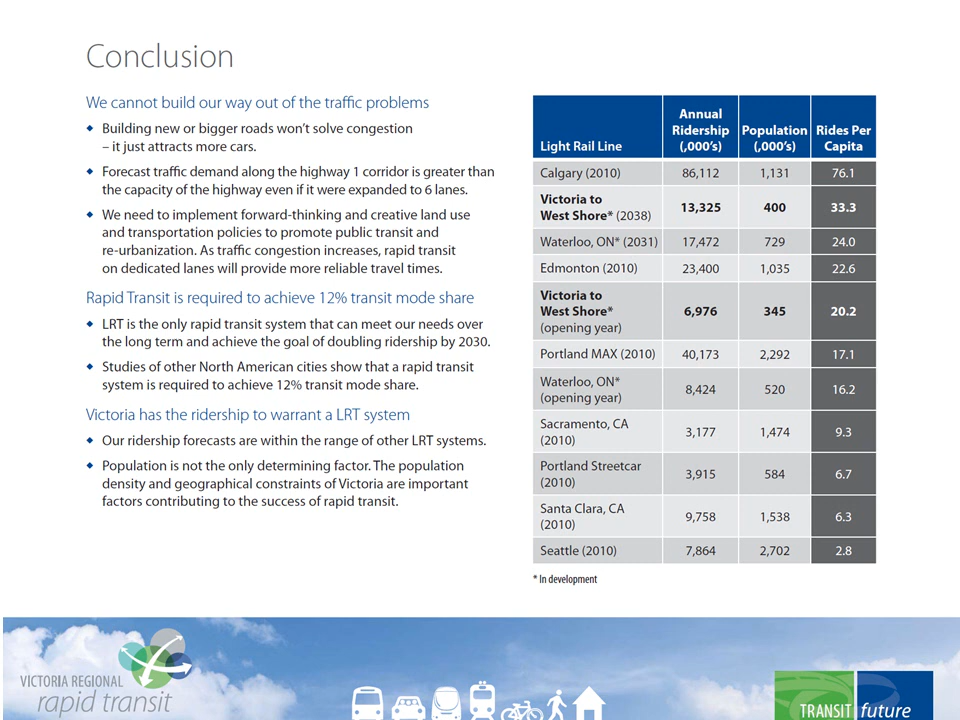 Conclusion
We cannot build our way out of the traffic problems
Building new or bigger roads won't solve congestion
– it just attracts more cars.
Forecast traffic demand along the highway 1 corridor is greater than
the capacity of the highway even if it were expanded to 6 lanes.
We need to implement forward-thinking and creative land use
and transportation policies to promote public transit and
re-urbanization. As traffic congestion increases, rapid transit
on dedicated lanes will provide more reliable travel times.
Rapid Transit is required to achieve 12% transit mode share
LRT is the only rapid transit system that can meet our needs over
the long term and achieve the goal of doubling ridership by 2030.
Studies of other North American cities show that a rapid transit
system is required to achieve 12% transit mode share.
Victoria has the ridership to warrant a LRT system
Our ridership forecasts are within the range of other LRT systems.
Population is not the only determining factor. The population
density and geographical constraints of Victoria are important
factors contributing to the success of rapid transit.
Annual
Ridership Population Rides Per
Light Rail Line (,000's) (,000's) Capita
Calgary (2010) 86,112 1,131 76.1
Victoria to
West Shore* (2038) 13,325 400 33.3
Waterloo, ON* (2031) 17,472 729 24.0
Edmonton (2010) 23,400 1,035 22.6
Victoria to
West Shore* 6,976 345 20.2
(opening year)
Portland MAX (2010) 40,173 2,292 17.1
Waterloo, ON*
(opening year) 8,424 520 16.2
Sacramento, CA
(2010) 3,177 1,474 9.3
Portland Streetcar
(2010) 3,915 584 6.7
Santa Clara, CA
(2010) 9,758 1,538 6.3
Seattle (2010) 7,864 2,702 2.8
* In development
VICTORIA REGIONAL
rapid transit
TRANSIT future